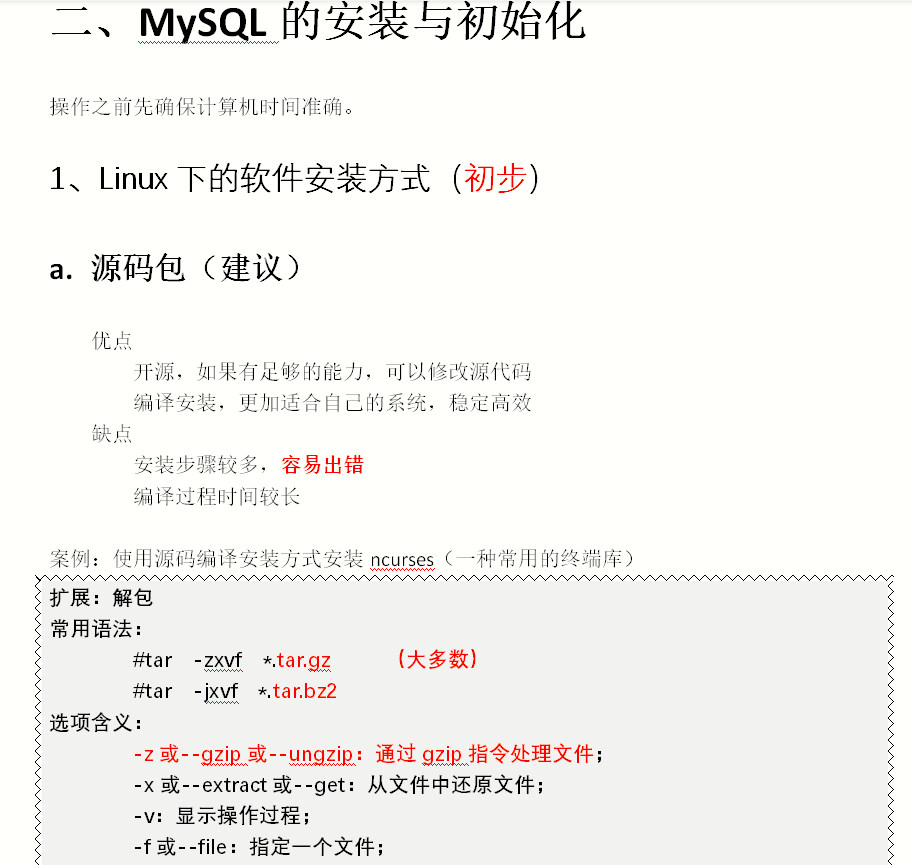 二、MySQL 的安装与初始化
操作之前先确保计算机时间准确。
1、Linux 下的软件安装方式（初步）
a. 源码包（建议）
优点
开源，如果有足够的能力，可以修改源代码
编译安装，更加适合自己的系统，稳定高效
缺点
安装步骤较多，容易出错
编译过程时间较长
案例：使用源码编译安装方式安装 ncurses（一种常用的终端库）
扩展：解包
常用语法：
#tar -zxvf *.tar.gz （大多数）
#tar -jxvf *.tar.bz2
选项含义：
-z 或--gzip 或--ungzip：通过 gzip 指令处理文件；
-x 或--extract 或--get：从文件中还原文件；
-v：显示操作过程；
-f 或--file：指定一个文件；